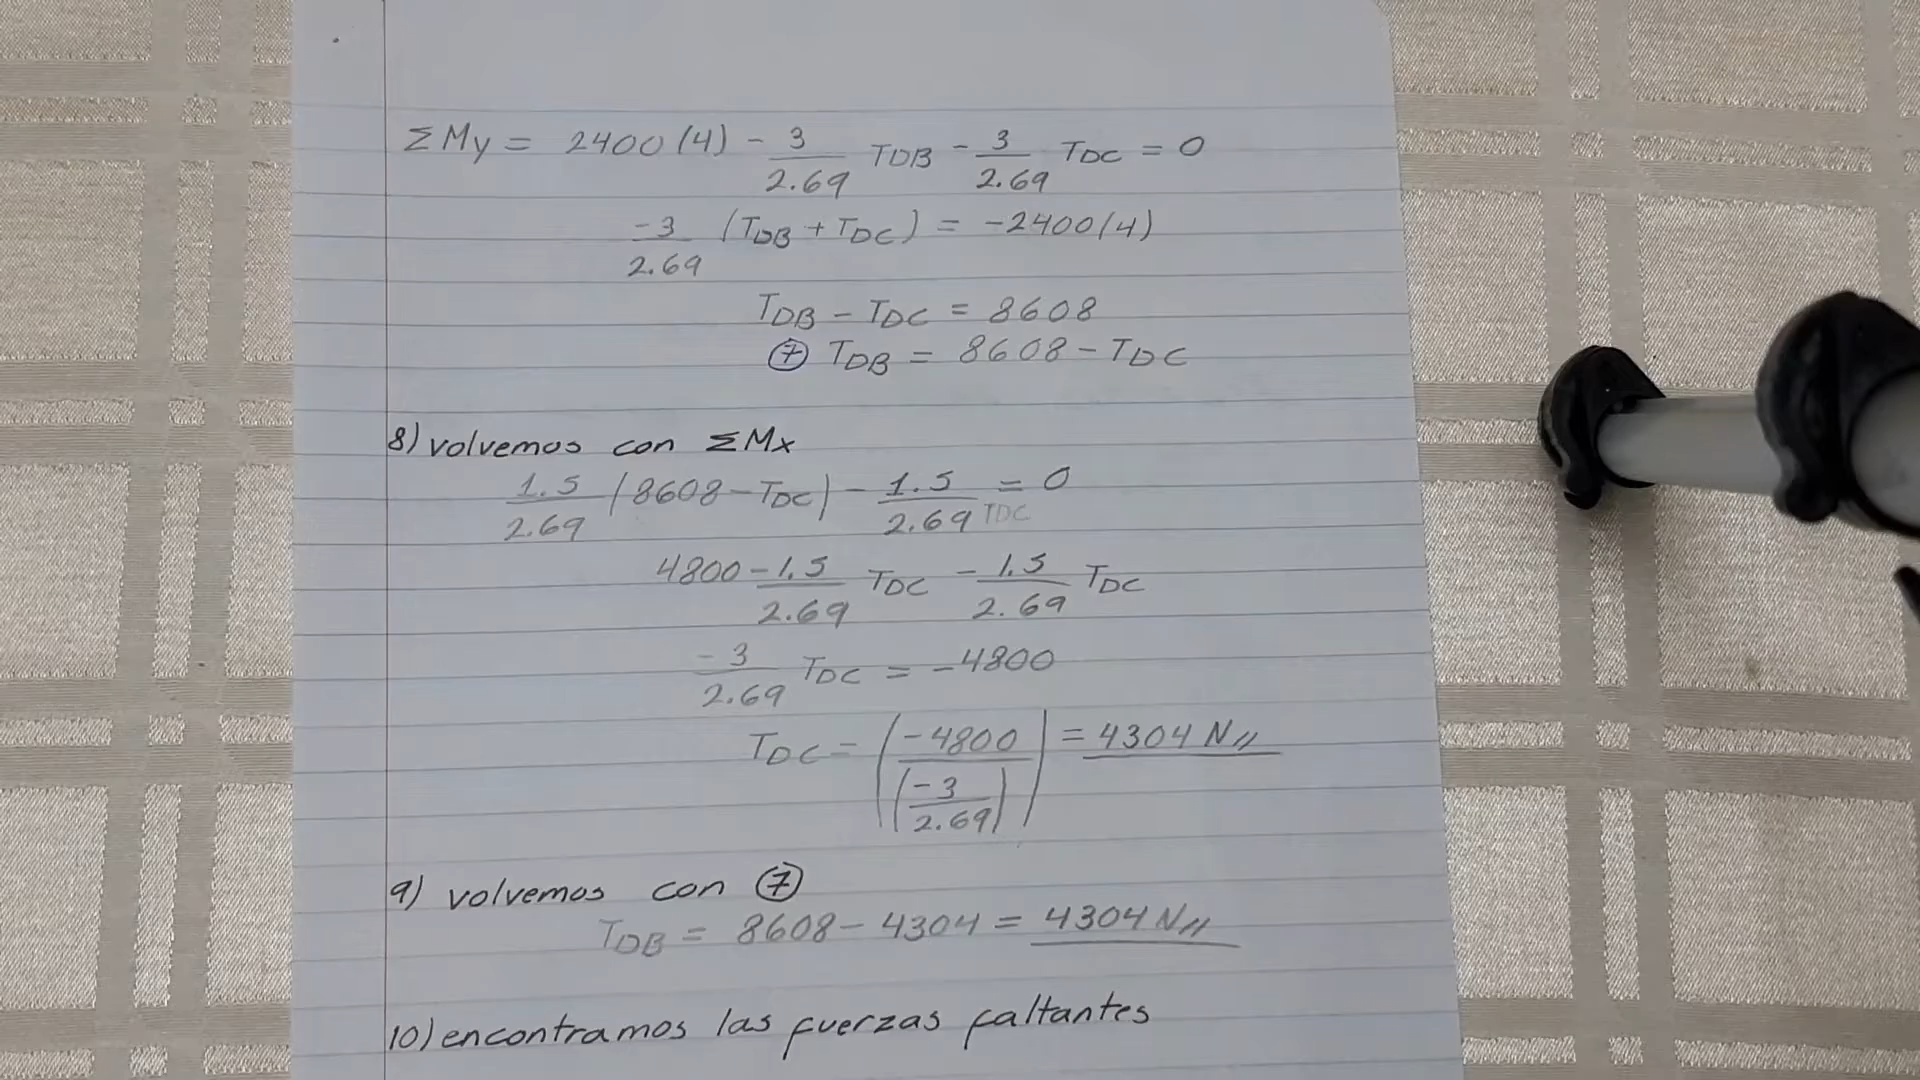 ΣMy = 2400(4) - 3/2.69 TDB - 3/2.69 TDC = 0
-3/2.69 (TDB + TDC) = -2400(4)
TDB - TDC = 8608
⑦ TDB = 8608 - TDC
8) volvemos con ΣMx
1.5/2.69 (8608 - TDC) - 1.5/2.69 TDC = 0
4800 - 1.5/2.69 TDC - 1.5/2.69 TDC
-3/2.69 TDC = -4800
TDC = (-4800/(-3/2.69)) = 4304 N//
9) volvemos con ⑦
TDB = 8608 - 4304 = 4304 N//
10) encontramos las fuerzas faltantes